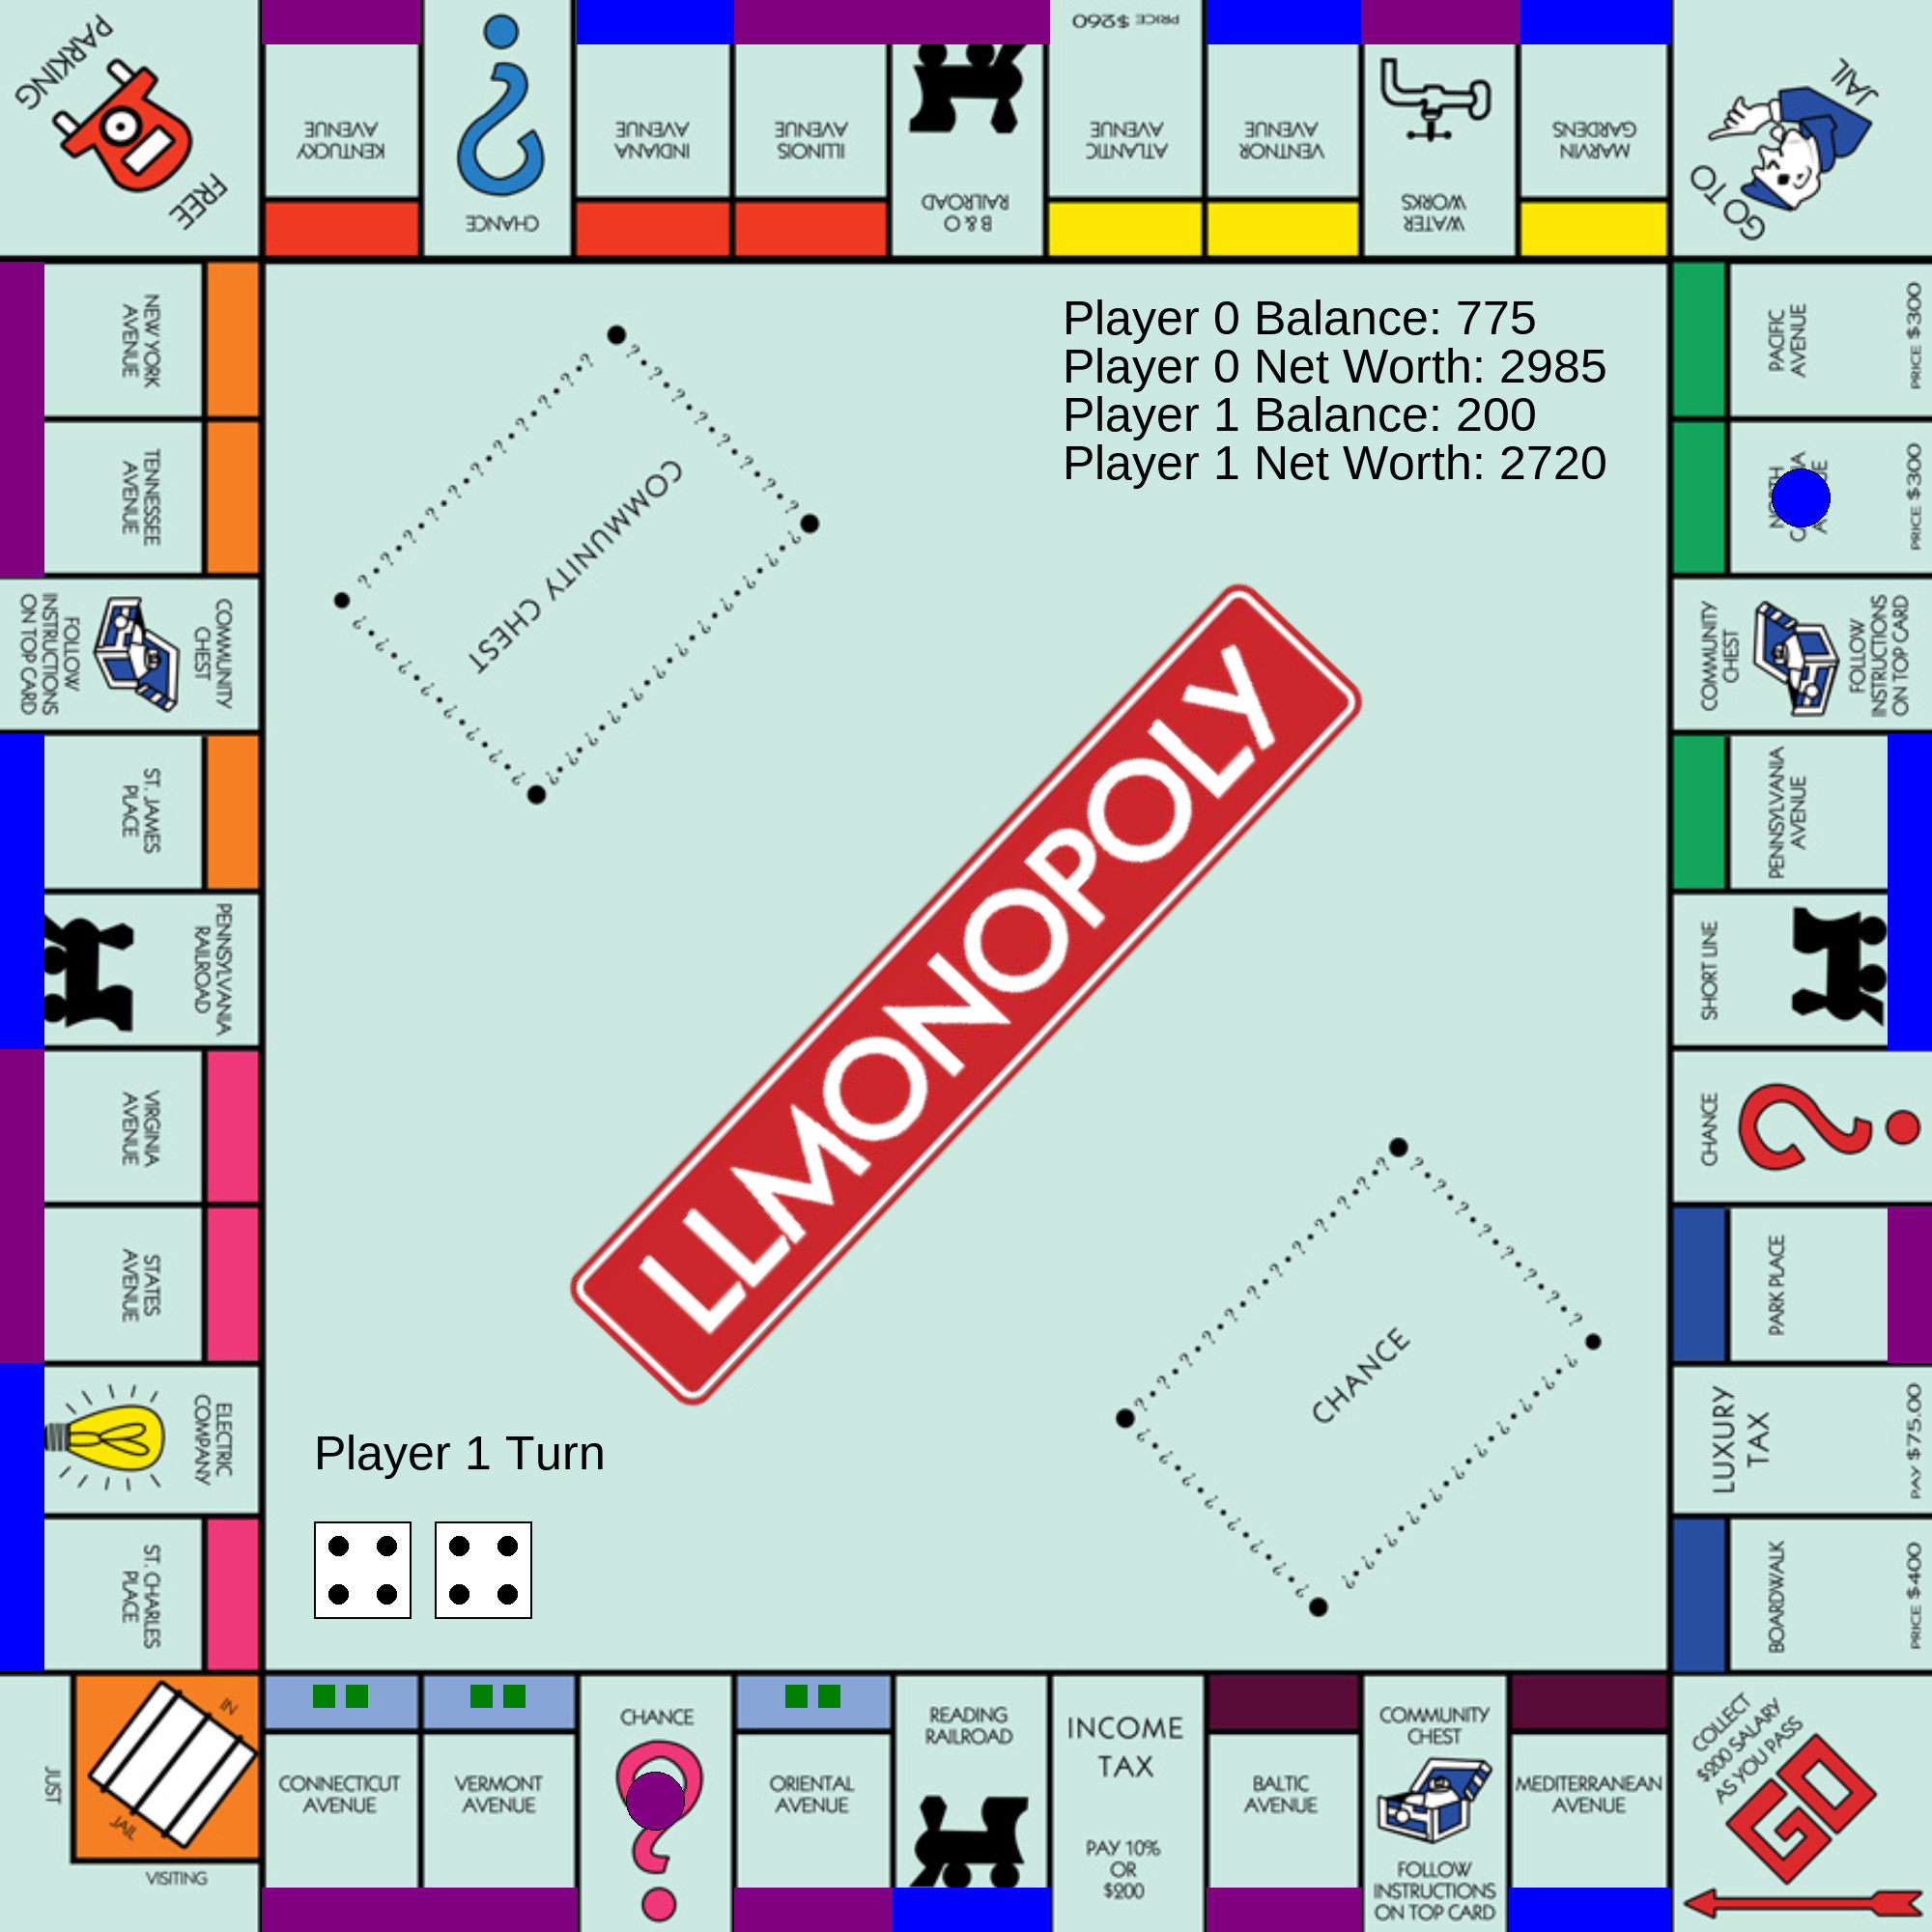 PARKING
FREE
KENTUCKY
AVENUE
CHANCE
INDIANA
AVENUE
ILLINOIS
AVENUE
B & O
RAILROAD
PRICE $260
ATLANTIC
AVENUE
VENTNOR
AVENUE
WATER
WORKS
MARVIN
GARDENS
GO TO
JAIL
NEW YORK
AVENUE
TENNESSEE
AVENUE
COMMUNITY
CHEST
FOLLOW
INSTRUCTIONS
ON TOP CARD
ST. JAMES
PLACE
PENNSYLVANIA
RAILROAD
VIRGINIA
AVENUE
STATES
AVENUE
ELECTRIC
COMPANY
ST. CHARLES
PLACE
Player 0 Balance: 775
Player 0 Net Worth: 2985
Player 1 Balance: 200
Player 1 Net Worth: 2720
COMMUNITY CHEST
LLMONOPOLY
CHANCE
Player 1 Turn
PACIFIC
AVENUE
PRICE $300
PRICE $300
COMMUNITY
CHEST
FOLLOW
INSTRUCTIONS
ON TOP CARD
PENNSYLVANIA
AVENUE
SHORT LINE
CHANCE
PARK PLACE
LUXURY
TAX
PAY $75.00
BOARDWALK
PRICE $400
JUST
VISITING
IN
JAIL
CONNECTICUT
AVENUE
VERMONT
AVENUE
CHANCE
ORIENTAL
AVENUE
READING
RAILROAD
INCOME
TAX
PAY 10%
OR
$200
BALTIC
AVENUE
COMMUNITY
CHEST
FOLLOW
INSTRUCTIONS
ON TOP CARD
MEDITERRANEAN
AVENUE
COLLECT
$200 SALARY
AS YOU PASS
GO